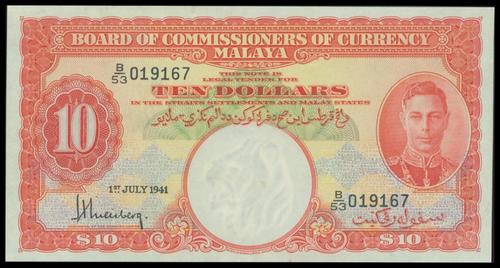 BOARD OF COMMISSIONERS OF CURRENCY
MALAYA
B/53 019167
THIS NOTE IS
LEGAL TENDER FOR
TEN DOLLARS
IN THE STRAITS SETTLEMENTS AND MALAY STATES
10
1ST JULY 1941
B/53 019167
$10
$10